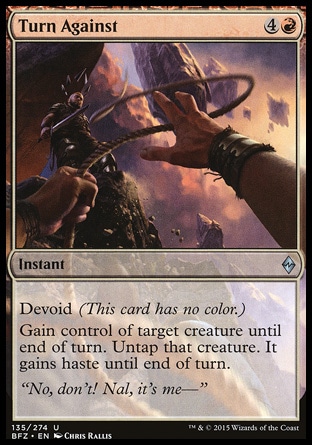 Turn Against 4
Instant
Devoid (This card has no color.)
Gain control of target creature until
end of turn. Untap that creature. It
gains haste until end of turn.
“No, don’t! Nal, it’s me—”
135/274 U
BFZ • EN Chris Rallis
™ & © 2015 Wizards of the Coast